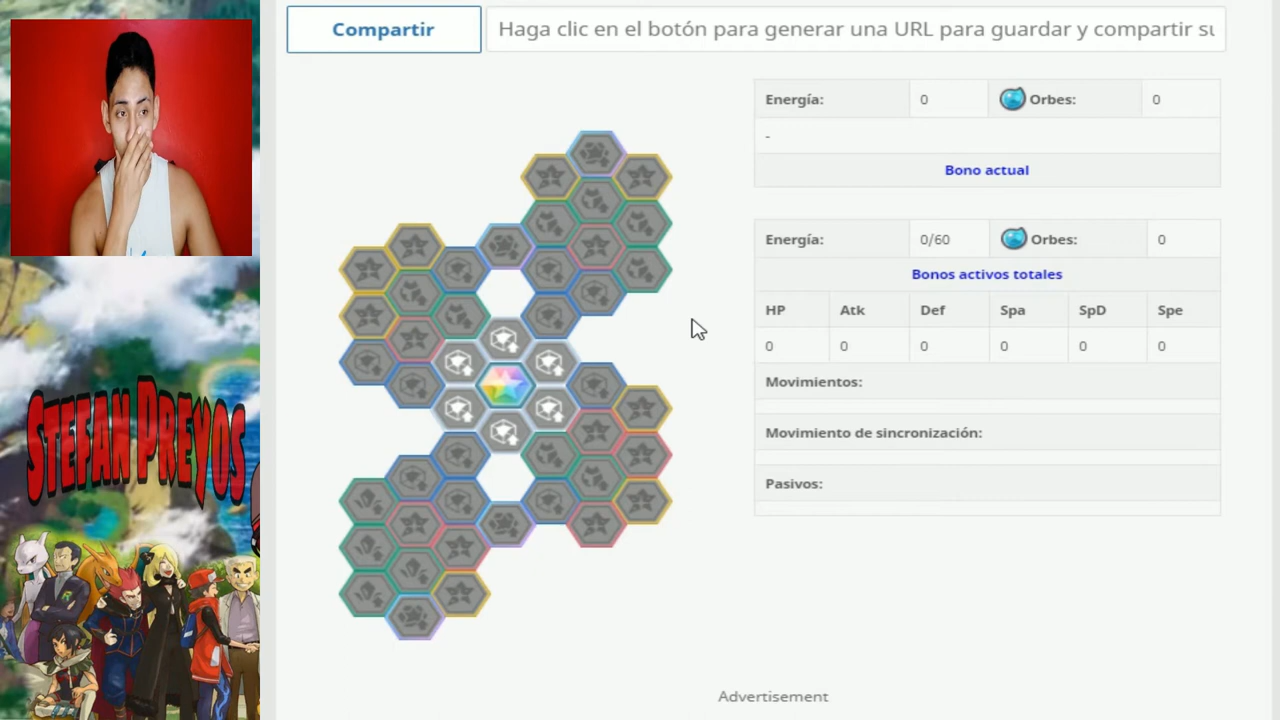 Compartir
Haga clic en el botón para generar una URL para guardar y compartir su
Energía: 0 Orbes: 0
-
Bono actual
Energía: 0/60 Orbes: 0
Bonos activos totales
HP Atk Def Spa SpD Spe
0 0 0 0 0 0
Movimientos:
Movimiento de sincronización:
Pasivos:
STEFAN PREYOS
Advertisement